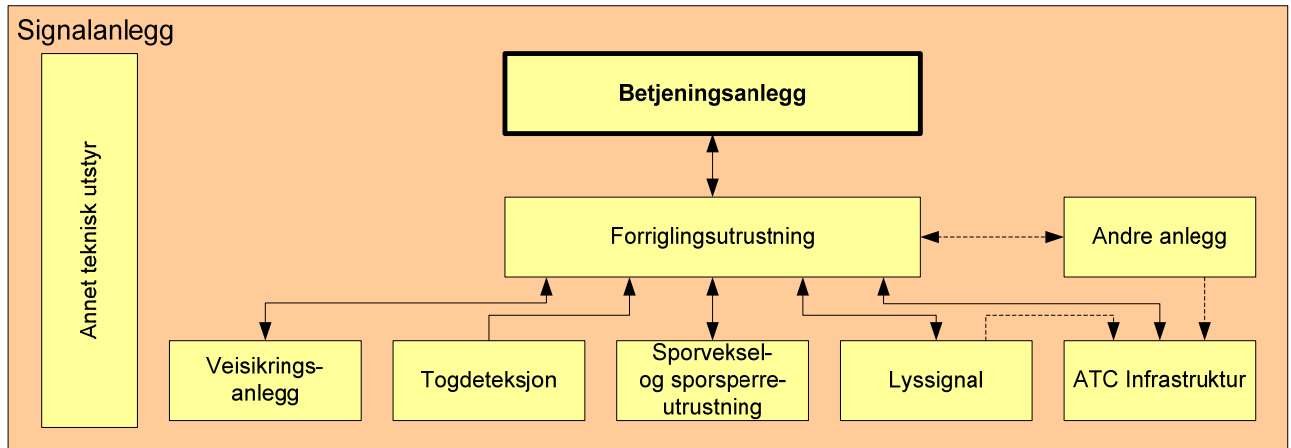 Signalanlegg
Annet teknisk utstyr
Betjeningsanlegg
Forriglingsutrustning
Andre anlegg
Veisikrings-
anlegg
Togdeteksjon
Sporveksel-
og sporsperre-
utrustning
Lyssignal
ATC Infrastruktur